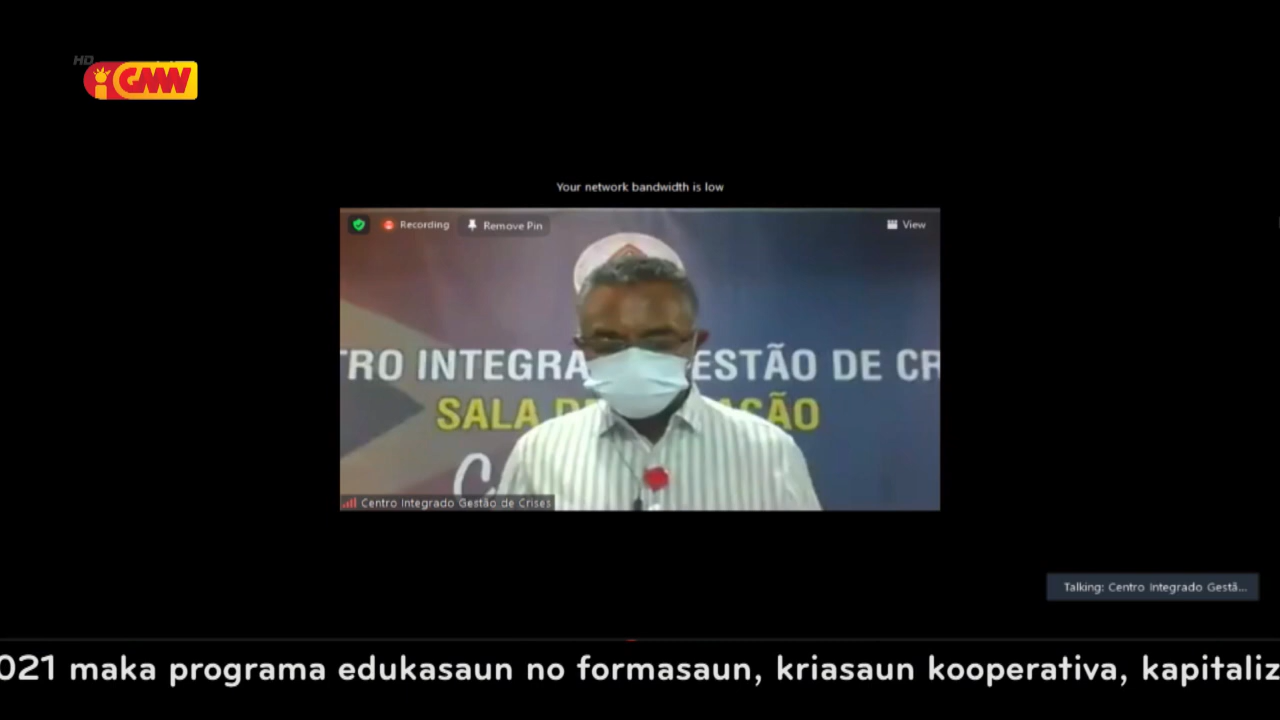 HD
GMN
Your network bandwidth is low
Recording
Remove Pin
View
TRO INTEGRA ESTÃO DE CR
SALA DE AÇÃO
C
Centro Integrado Gestão de Crises
Talking: Centro Integrado Gestã...
021 maka programa edukasaun no formasaun, kriasaun kooperativa, kapitaliz